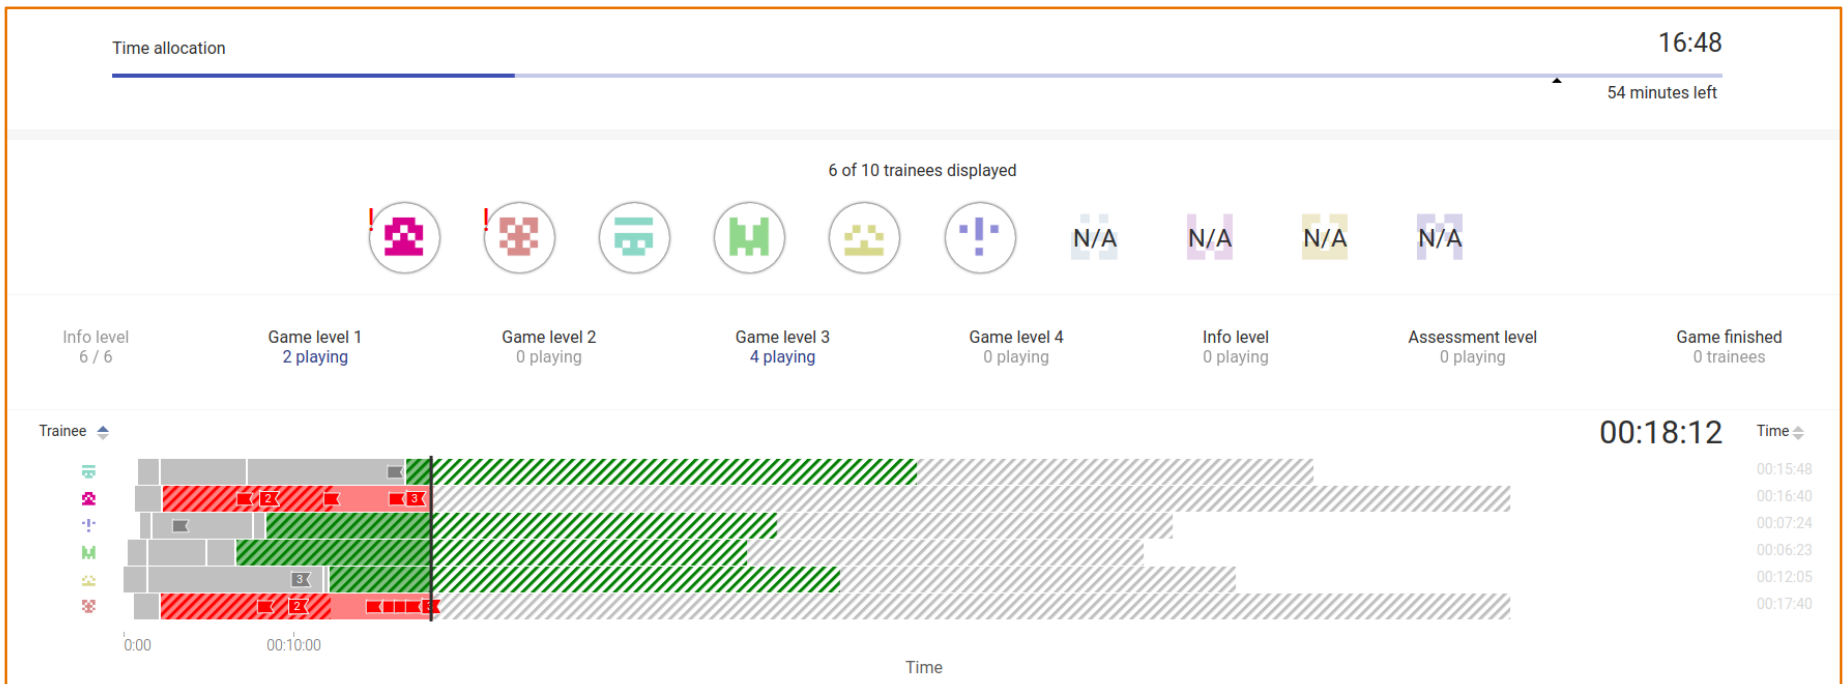 Time allocation 16:48
54 minutes left
6 of 10 trainees displayed
! ! N/A N/A N/A N/A
Info level Game level 1 Game level 2 Game level 3 Game level 4 Info level Assessment level Game finished
6 / 6 2 playing 0 playing 4 playing 0 playing 0 playing 0 playing 0 trainees
Trainee 00:18:12 Time
00:15:48
2 3 00:16:40
00:07:24
00:06:23
3 00:12:05
2 00:17:40
0:00 00:10:00
Time